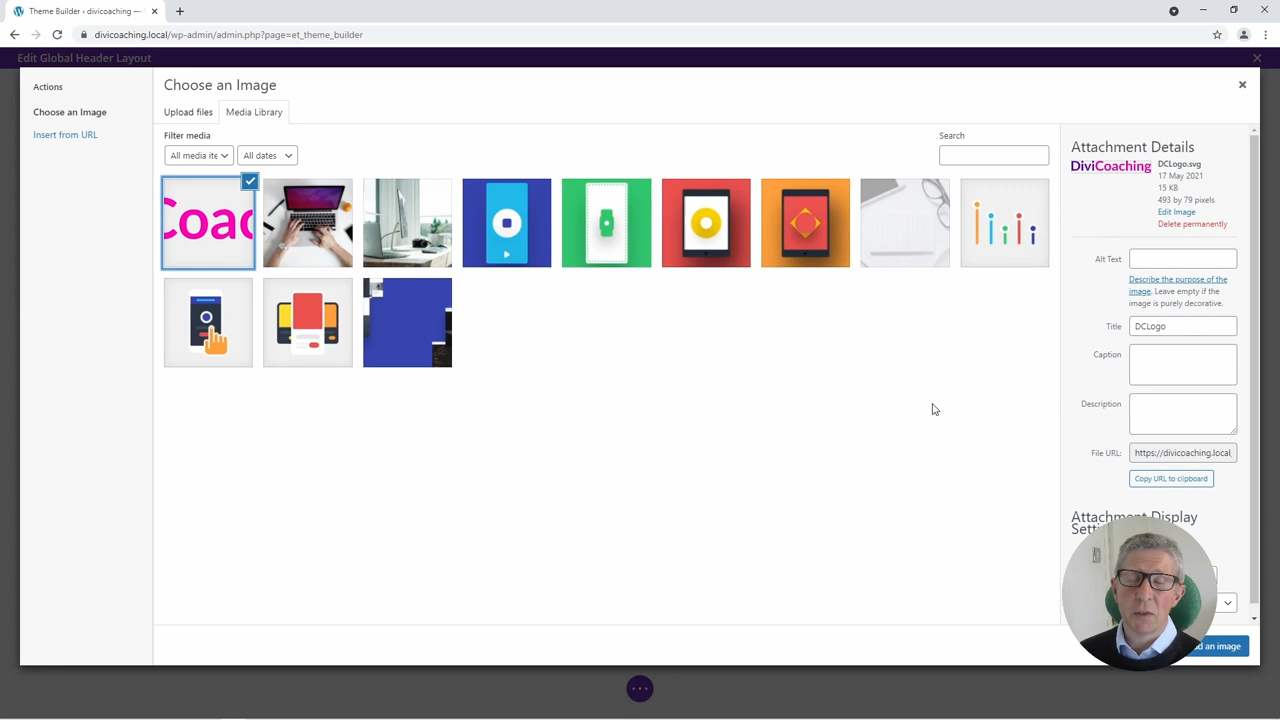 Theme Builder ‹ divicoaching —
divicoaching.local/wp-admin/admin.php?page=et_theme_builder
Edit Global Header Layout
Actions
Choose an Image
Insert from URL
Choose an Image
Upload files
Media Library
Filter media
All media ite
All dates
Search
Coac
Attachment Details
DiviCoaching
DCLogo.svg
17 May 2021
15 KB
493 by 79 pixels
Edit Image
Delete permanently
Alt Text
Describe the purpose of the
image. Leave empty if the
image is purely decorative.
Title
DCLogo
Caption
Description
File URL:
https://divicoaching.local
Copy URL to clipboard
Attachment Display
an image